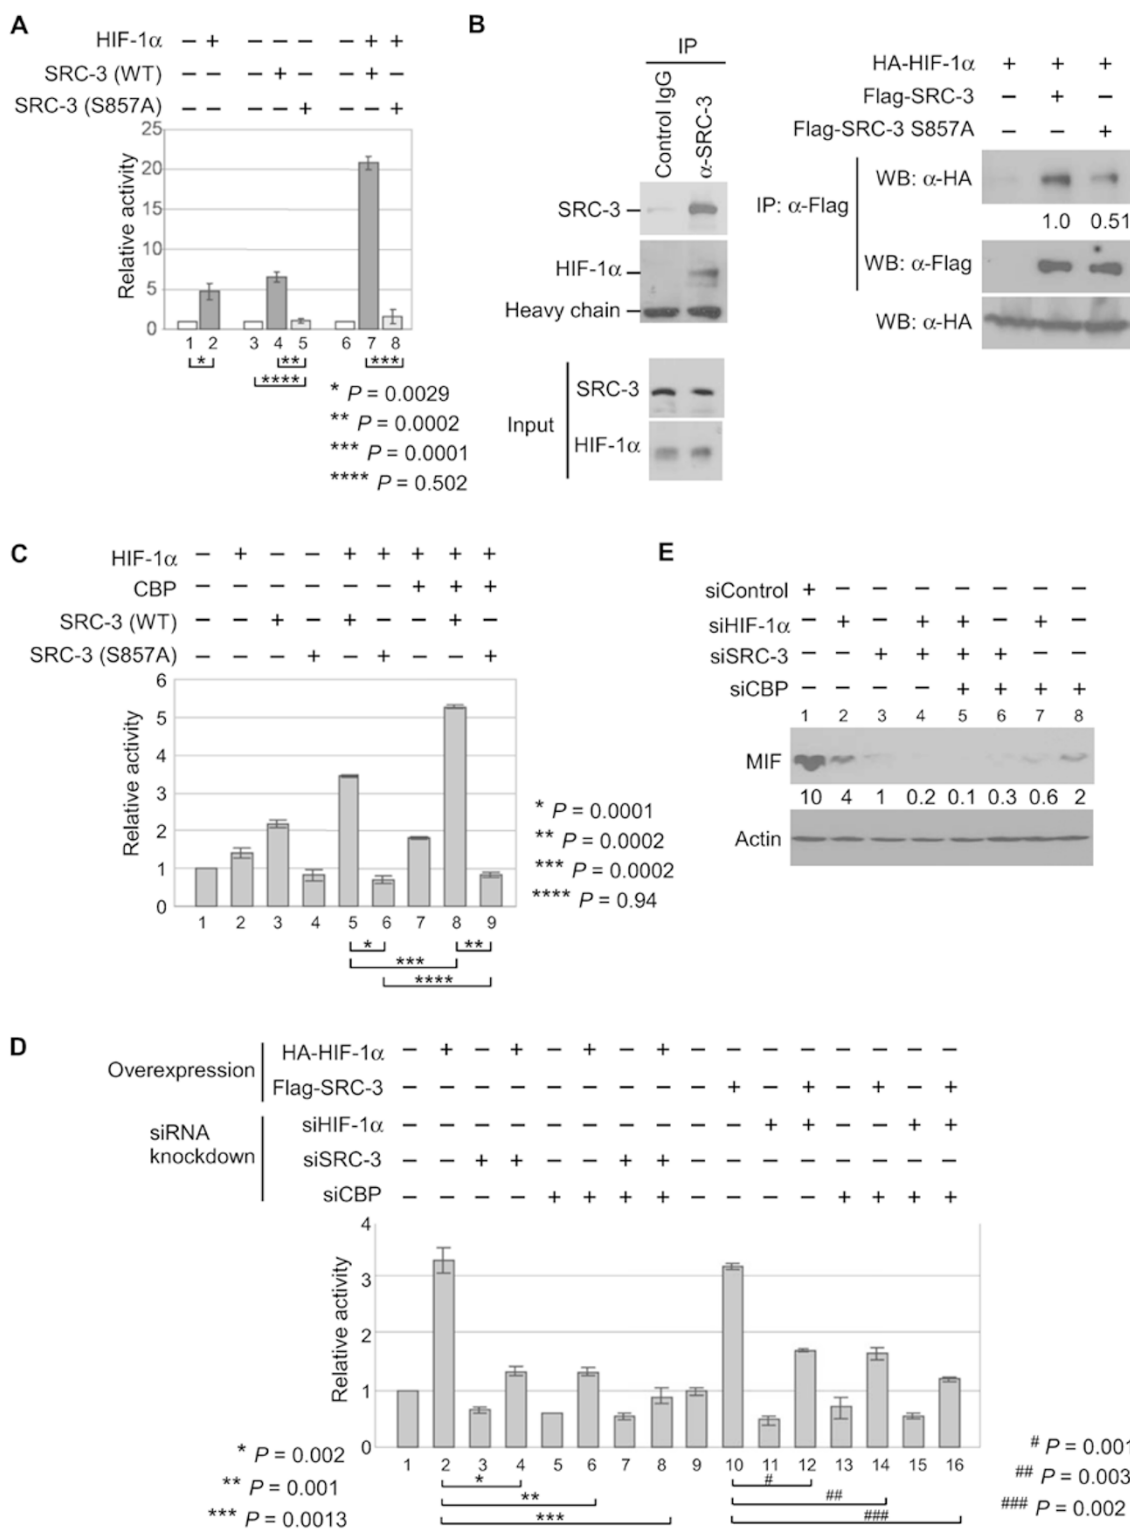 A
HIF-1α – + – – – – + +
SRC-3 (WT) – – – + – – + –
SRC-3 (S857A) – – – – + – – +
Relative activity
25
20
15
10
5
0
1 2 3 4 5 6 7 8
* ** ***
****
* P = 0.0029
** P = 0.0002
*** P = 0.0001
**** P = 0.502
B
IP
Control IgG
α-SRC-3
SRC-3
HIF-1α
Heavy chain
Input
SRC-3
HIF-1α
HA-HIF-1α + + +
Flag-SRC-3 – + –
Flag-SRC-3 S857A – – +
IP: α-Flag
WB: α-HA
1.0 0.51
WB: α-Flag
WB: α-HA
C
HIF-1α – + – – + + + + +
CBP – – – – – – + + +
SRC-3 (WT) – – + – + – – + –
SRC-3 (S857A) – – – + – + – – +
Relative activity
6
5
4
3
2
1
0
1 2 3 4 5 6 7 8 9
* **
***
****
* P = 0.0001
** P = 0.0002
*** P = 0.0002
**** P = 0.94
E
siControl + – – – – – – –
siHIF-1α – + – + + – + –
siSRC-3 – – + + + + – –
siCBP – – – – + + + +
1 2 3 4 5 6 7 8
MIF
10 4 1 0.2 0.1 0.3 0.6 2
Actin
D
Overexpression
HA-HIF-1α – + – + – + – + – – – – – – – –
Flag-SRC-3 – – – – – – – – – + – + – + – +
siRNA
knockdown
siHIF-1α – – – – – – – – – – + + – – + +
siSRC-3 – – + + – – + + – – – – – – – –
siCBP – – – – + + + + – – – – + + + +
Relative activity
4
3
2
1
0
1 2 3 4 5 6 7 8 9 10 11 12 13 14 15 16
* #
** ##
*** ###
* P = 0.002
** P = 0.001
*** P = 0.0013
# P = 0.001
## P = 0.003
### P = 0.002